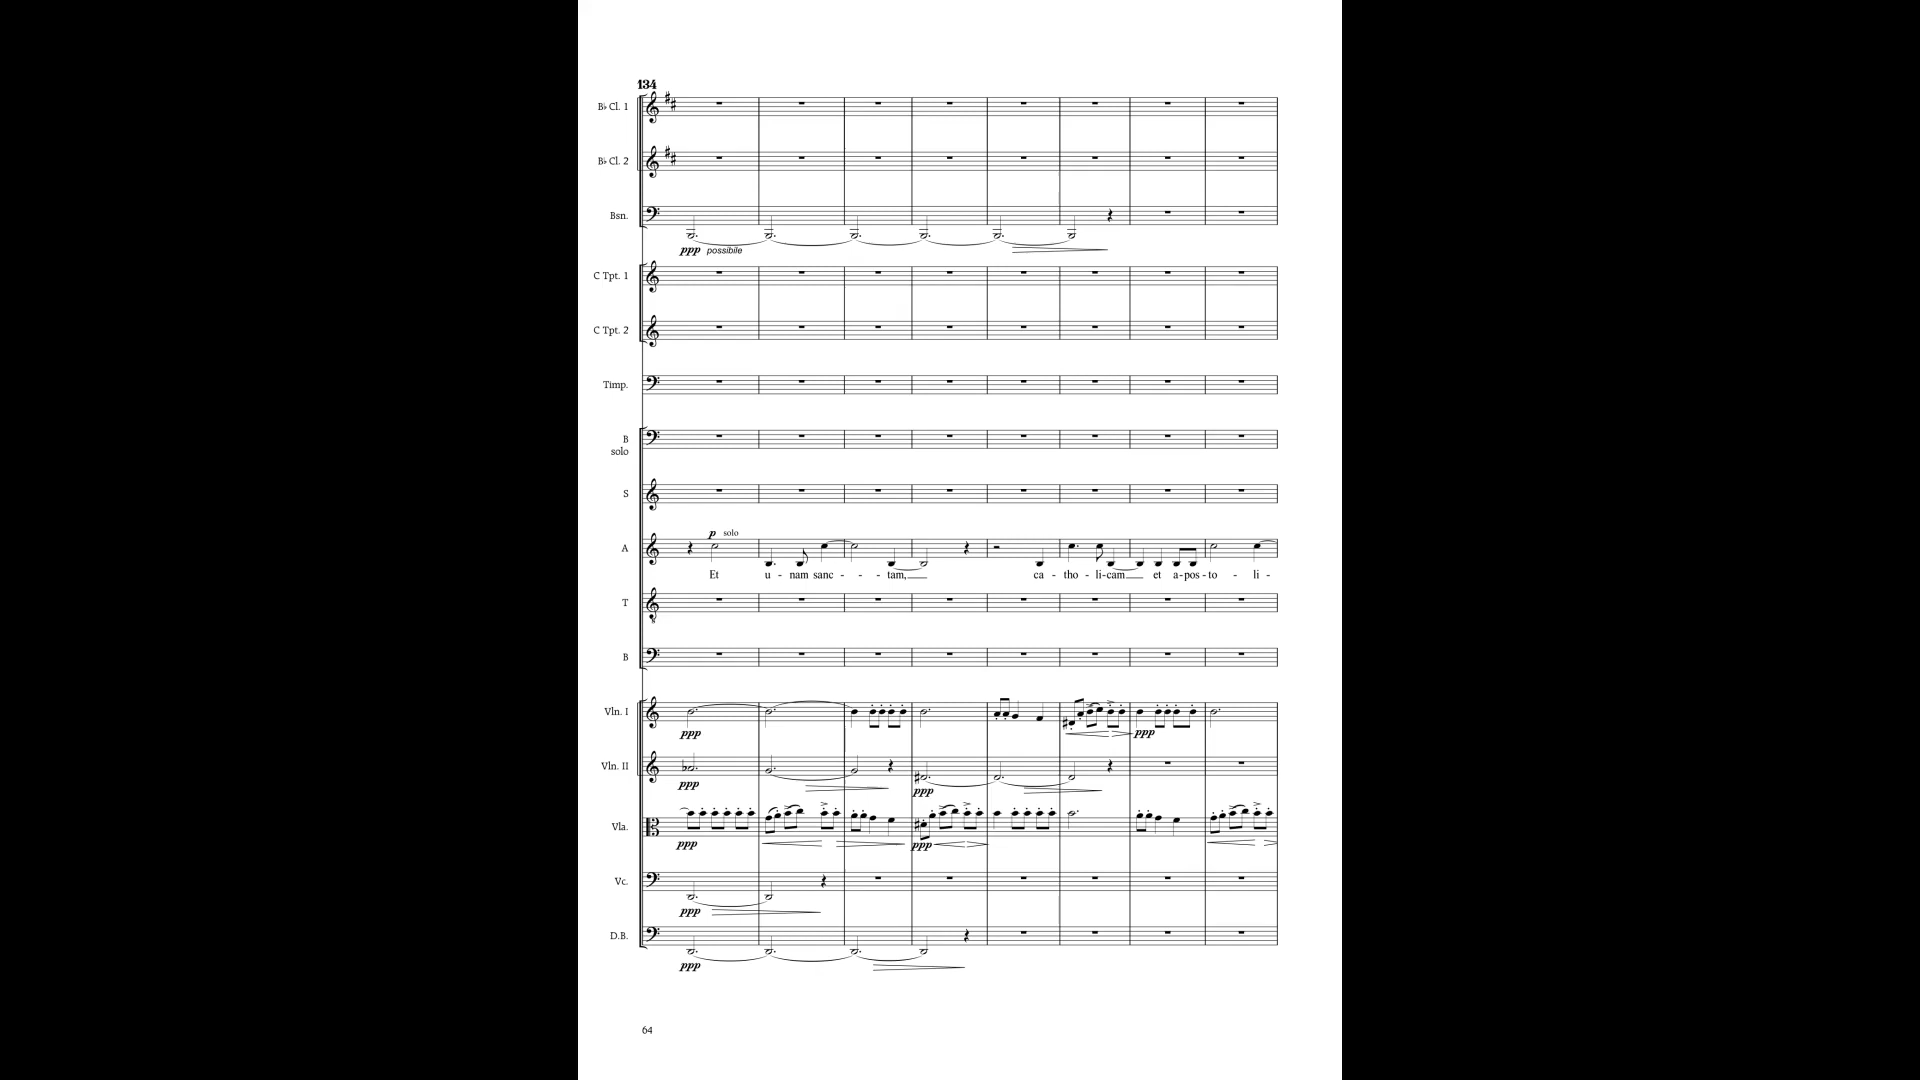 134
B♭ Cl. 1
B♭ Cl. 2
Bsn.
ppp possibile
C Tpt. 1
C Tpt. 2
Timp.
B
solo
S
p solo
A
Et u - nam sanc - - - tam, ca - tho - li-cam et a-pos-to - li -
T
B
Vln. I
ppp ppp
Vln. II
ppp ppp
Vla.
ppp ppp
Vc.
ppp
D.B.
ppp
64